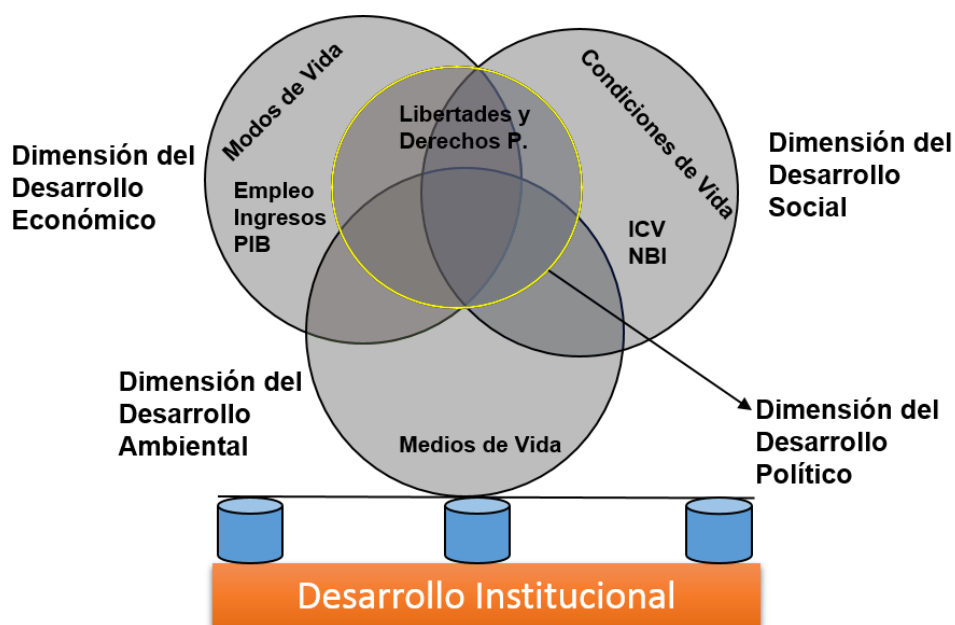 Modos de Vida
Condiciones de Vida
Libertades y
Derechos P.
Dimensión del
Desarrollo
Económico
Empleo
Ingresos
PIB
ICV
NBI
Dimensión del
Desarrollo
Social
Dimensión del
Desarrollo
Ambiental
Medios de Vida
Dimensión del
Desarrollo
Político
Desarrollo Institucional